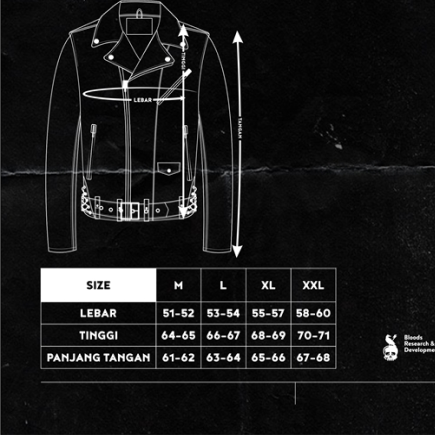 TINGGI
LEBAR
TANGAN
SIZE M L XL XXL
LEBAR 51-52 53-54 55-57 58-60
TINGGI 64-65 66-67 68-69 70-71
PANJANG TANGAN 61-62 63-64 65-66 67-68
Bloods
Research &
Developme